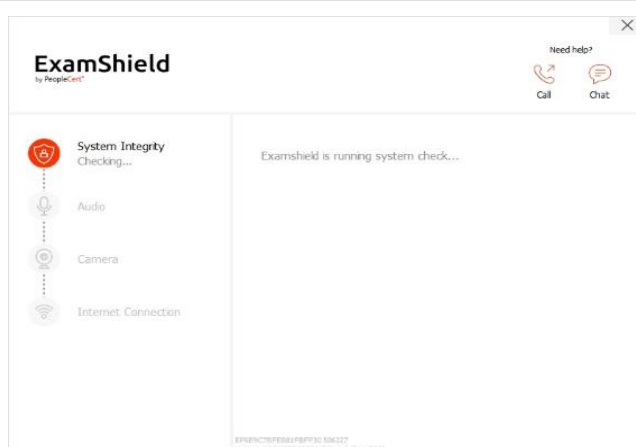 Need help?
ExamShield
by PeopleCert®
Call
Chat
System Integrity
Checking...
Examshield is running system check...
Audio
Camera
Internet Connection